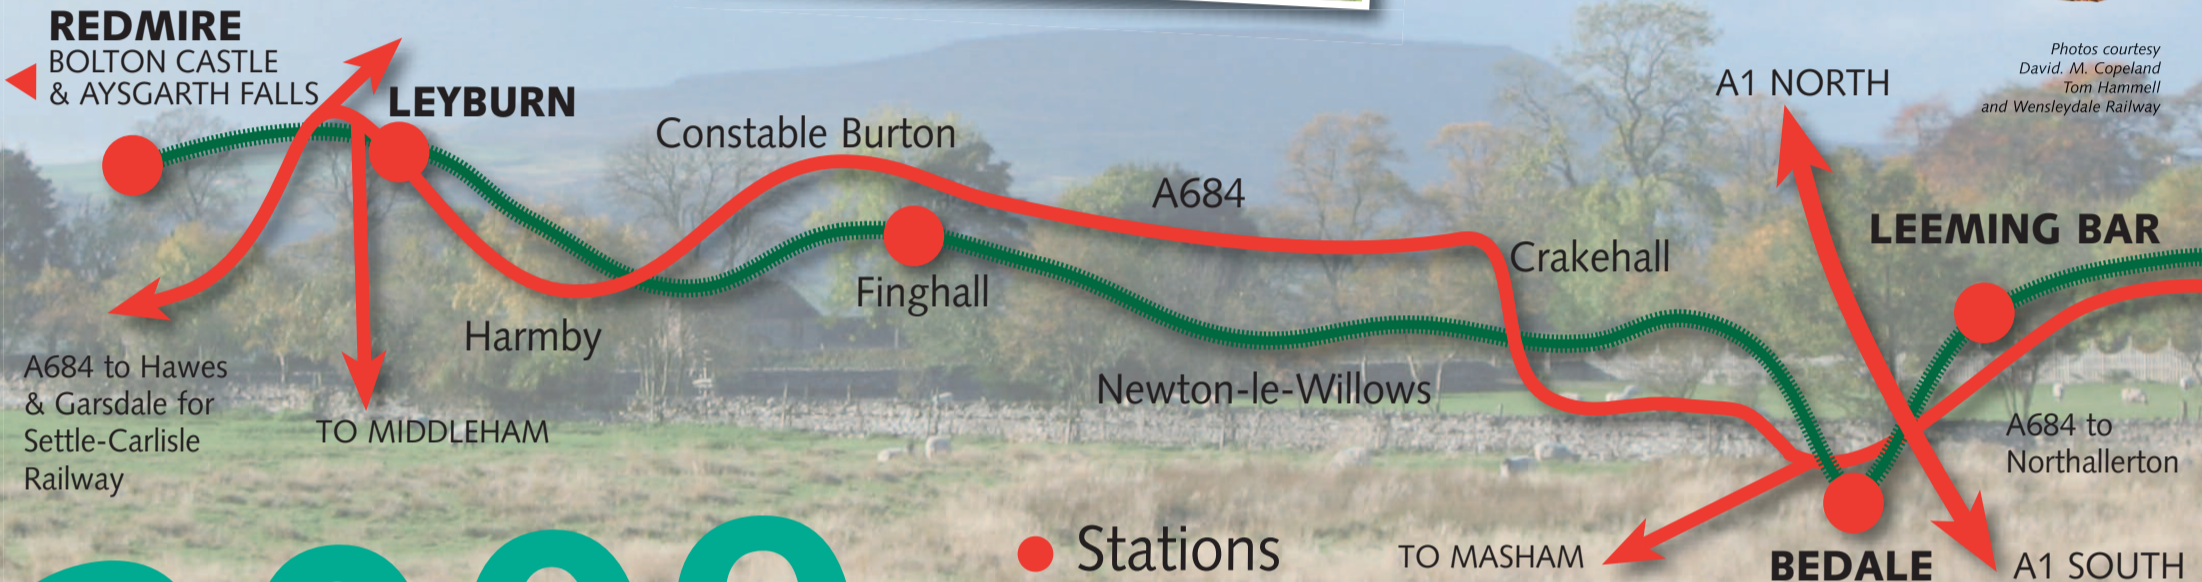 REDMIRE
BOLTON CASTLE
& AYSGARTH FALLS
LEYBURN
Constable Burton
A684
A1 NORTH
Photos courtesy
David. M. Copeland
Tom Hammell
and Wensleydale Railway
LEEMING BAR
Crakehall
Finghall
Harmby
A684 to Hawes
& Garsdale for
Settle-Carlisle
Railway
TO MIDDLEHAM
Newton-le-Willows
A684 to
Northallerton
Stations
TO MASHAM
BEDALE
A1 SOUTH